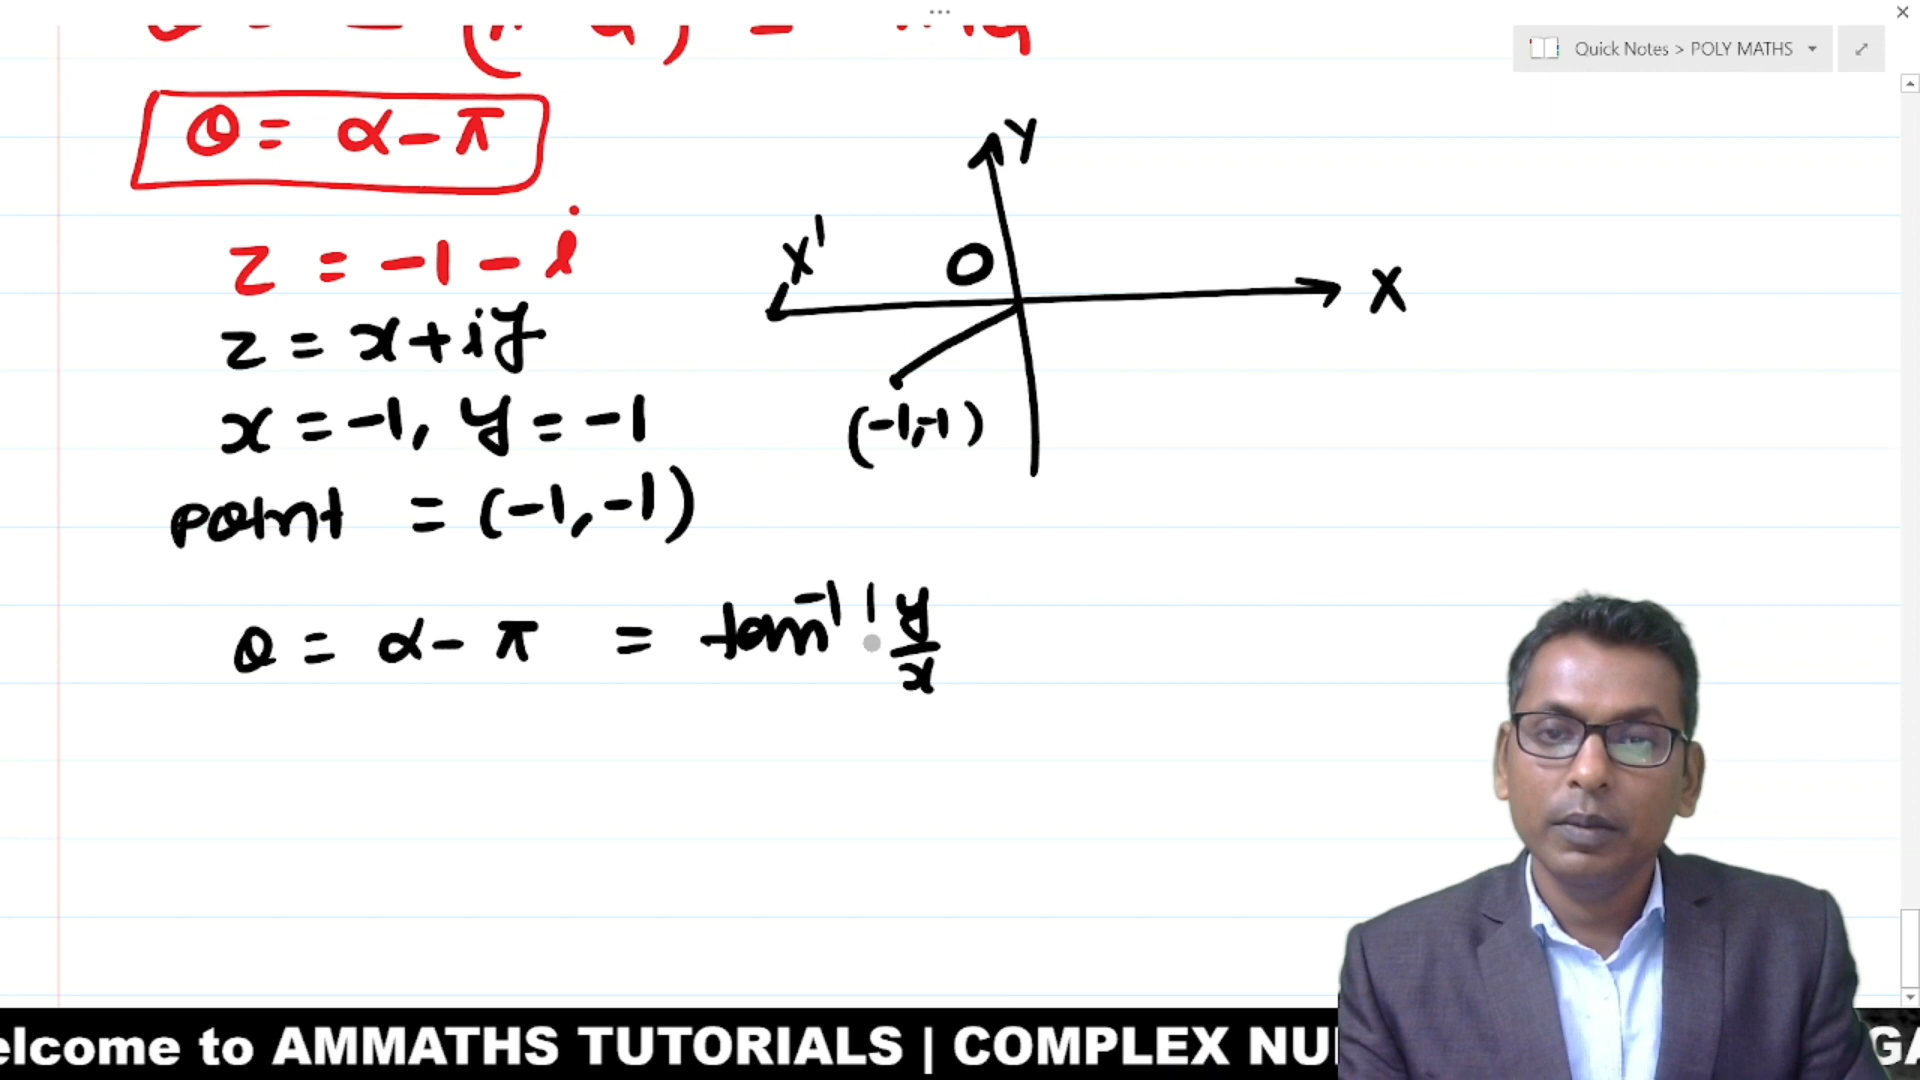 Quick Notes > POLY MATHS
θ = α - π
z = -1 - i
z = x + iy
x = -1, y = -1
point = (-1, -1)
θ = α - π = tan⁻¹ | y/x
Y
X'
O
X
(-1,-1)
elcome to AMMATHS TUTORIALS | COMPLEX NU
GA